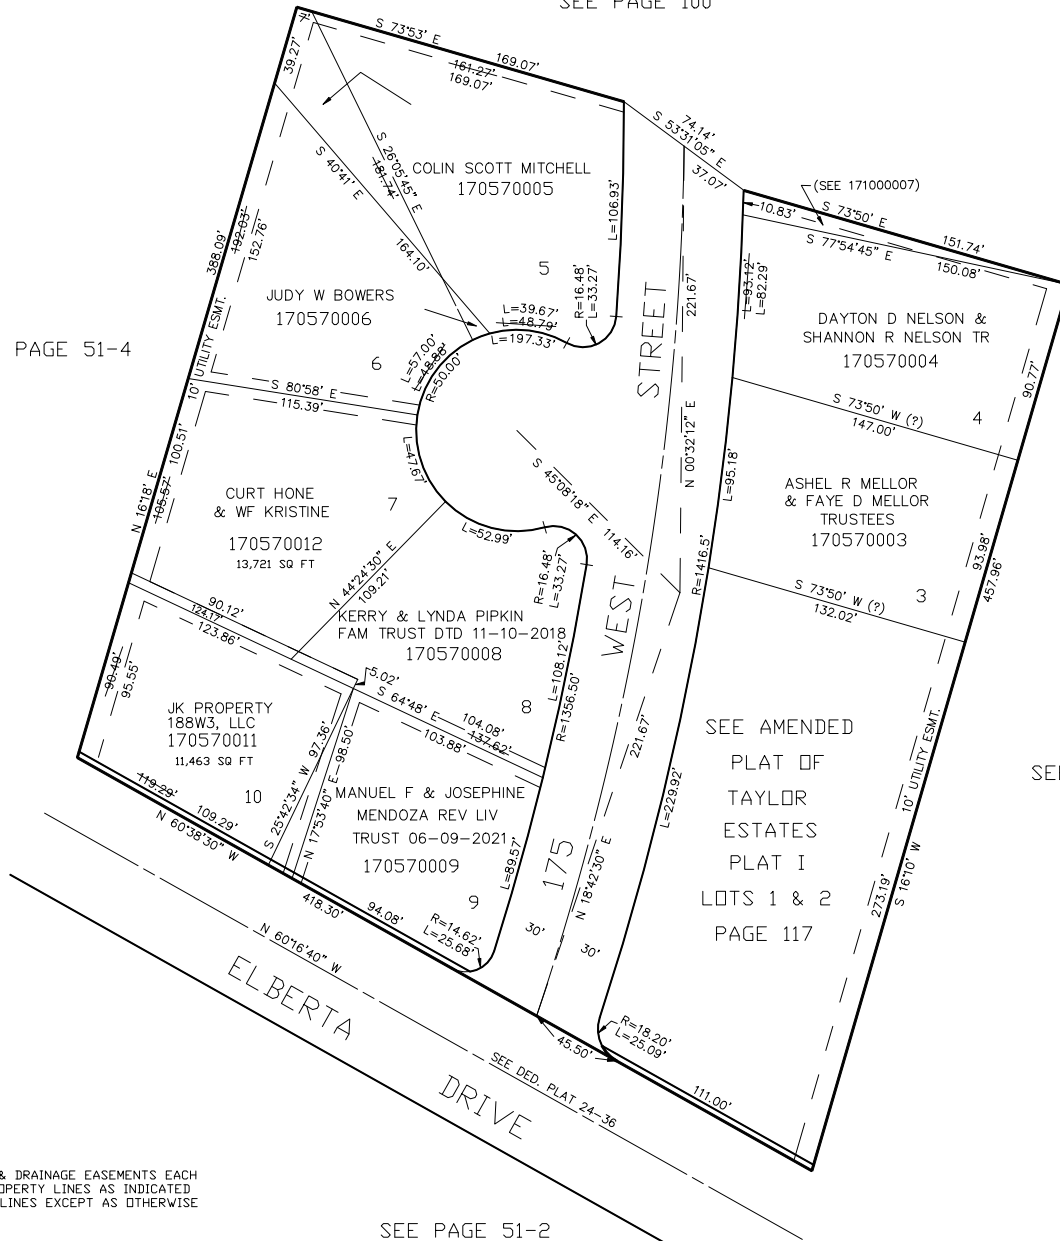 SEE PAGE 100
7'
S 73°53' E
169.07'
161.27'
169.07'
39.27'
S 26°05'45" E
181.74'
S 40°41' E
164.10'
COLIN SCOTT MITCHELL
170570005
5
L=106.93'
R=16.48'
L=33.27'
74.14'
S 53°31'05" E
37.07'
(SEE 171000007)
10.83'
S 73°50' E
151.74'
S 77°54'45" E
150.08'
388.09'
192.03'
152.76'
JUDY W BOWERS
170570006
6
L=39.67'
L=48.79'
L=197.33'
L=57.00'
L=48.88'
R=50.00'
221.67'
L=93.12'
L=82.29'
DAYTON D NELSON &
SHANNON R NELSON TR
170570004
4
90.77'
PAGE 51-4
10' UTILITY ESMT.
S 80°58' E
115.39'
STREET
N 00°32'12" E
S 73°50' W (?)
147.00'
100.51'
N 16°18' E
105.57'
CURT HONE
& WF KRISTINE
170570012
13,721 SQ FT
7
L=47.67'
L=52.99'
S 45°08'18" E
114.16'
L=95.18'
R=1416.5'
ASHEL R MELLOR
& FAYE D MELLOR
TRUSTEES
170570003
3
93.98'
457.96'
S 73°50' W (?)
132.02'
N 44°24'30" E
109.21'
R=16.48'
L=33.27'
WEST
90.12'
124.17'
123.86'
KERRY & LYNDA PIPKIN
FAM TRUST DTD 11-10-2018
170570008
8
L=108.12'
R=1356.50'
5.02'
S 64°48' E
104.08'
137.62'
103.88'
90.49'
95.55'
JK PROPERTY
188W3, LLC
170570011
11,463 SQ FT
10
S 25°42'34" W 97.36'
N 17°53'40" E 98.50'
119.29'
109.29'
N 60°38'30" W
MANUEL F & JOSEPHINE
MENDOZA REV LIV
TRUST 06-09-2021
170570009
9
L=89.57'
221.67'
L=229.92'
SEE AMENDED
PLAT OF
TAYLOR
ESTATES
PLAT I
LOTS 1 & 2
PAGE 117
SEE
10' UTILITY ESMT.
273.19'
S 16°10' W
175
N 18°42'30" E
30'
30'
418.30'
94.08'
R=14.62'
L=25.68'
N 60°16'40" W
ELBERTA
DRIVE
45.50'
R=18.20'
L=25.09'
SEE DED. PLAT 24-36
111.00'
& DRAINAGE EASEMENTS EACH
OPERTY LINES AS INDICATED
LINES EXCEPT AS OTHERWISE
SEE PAGE 51-2